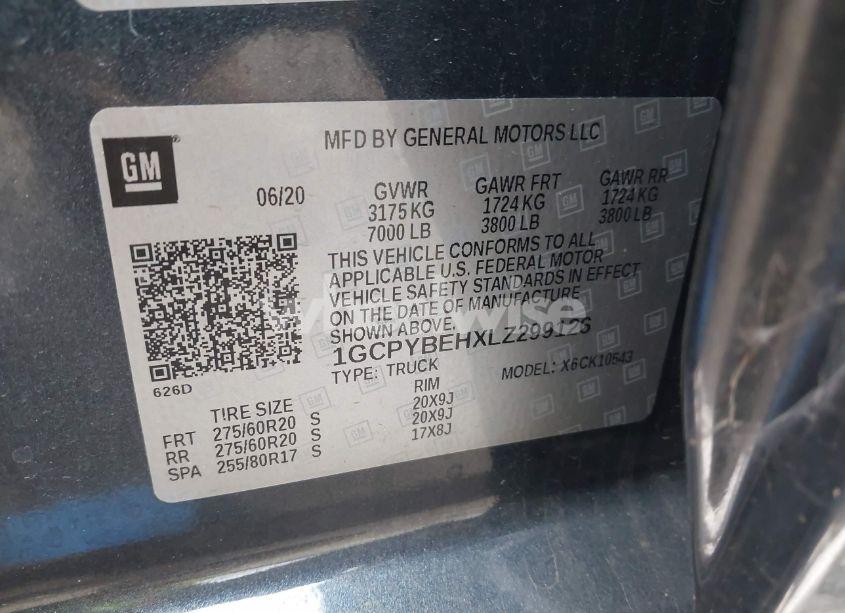 GM
MFD BY GENERAL MOTORS LLC
06/20
GVWR
3175 KG
7000 LB
GAWR FRT
1724 KG
3800 LB
GAWR RR
1724 KG
3800 LB
THIS VEHICLE CONFORMS TO ALL
APPLICABLE U.S. FEDERAL MOTOR
VEHICLE SAFETY STANDARDS IN EFFECT
ON THE DATE OF MANUFACTURE
SHOWN ABOVE.
TYPE: TRUCK
MODEL: X6CK10543
626D
TIRE SIZE RIM
FRT 275/60R20 S 20X9J
RR 275/60R20 S 20X9J
SPA 255/80R17 S 17X8J